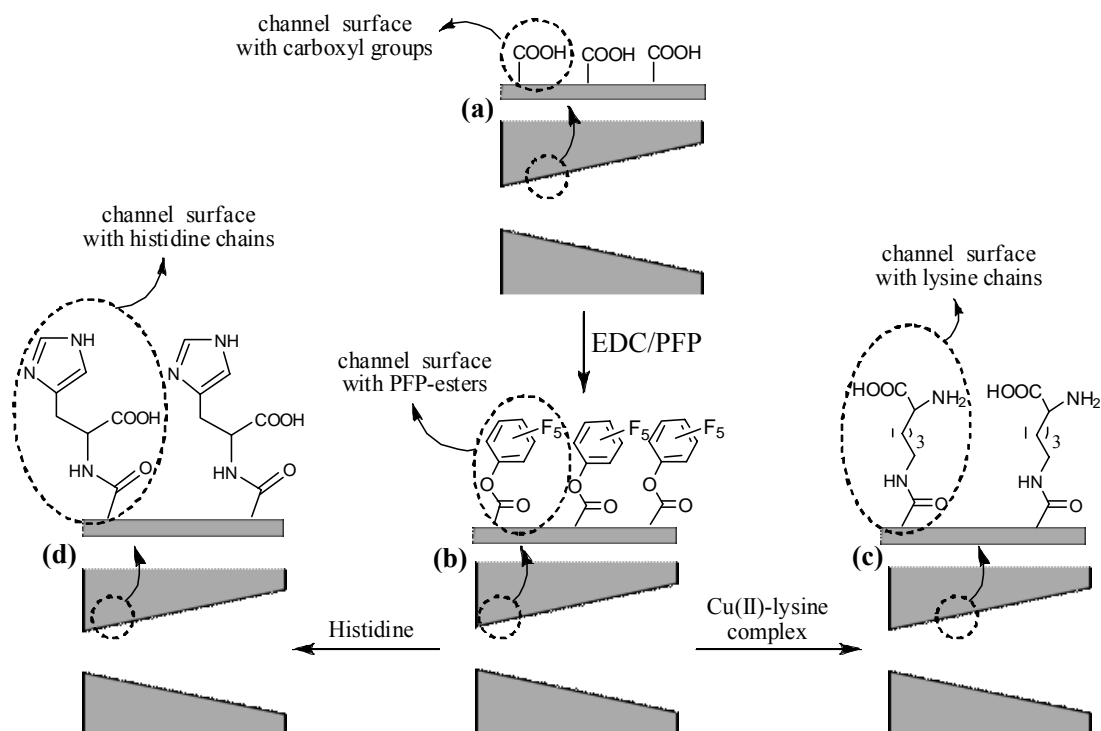 channel surface
with carboxyl groups
COOH
COOH
COOH
(a)
EDC/PFP
channel surface
with histidine chains
NH
N
COOH
HN
O
NH
N
COOH
HN
O
(d)
channel surface
with PFP-esters
F5
O
O
F5
O
O
F5
O
O
(b)
channel surface
with lysine chains
HOOC
NH2
3
NH
O
HOOC
NH2
3
NH
O
(c)
Histidine
Cu(II)-lysine
complex